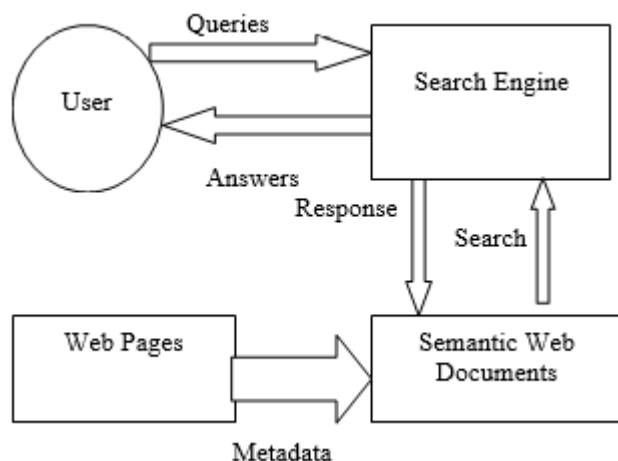 Queries
User
Search Engine
Answers
Response
Search
Web Pages
Semantic Web
Documents
Metadata